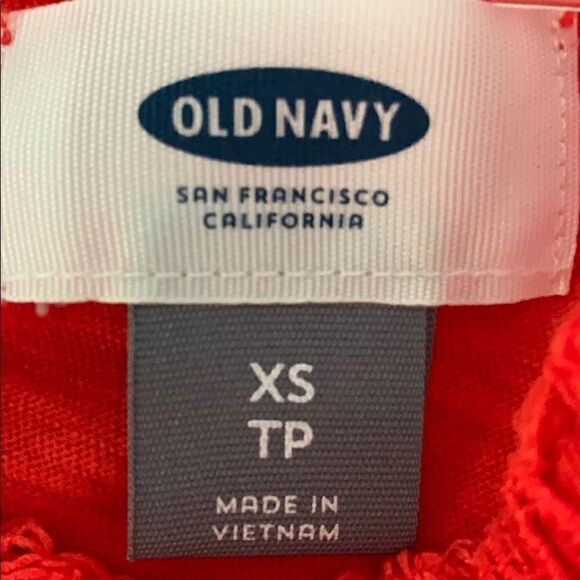 OLD NAVY
SAN FRANCISCO
CALIFORNIA
XS
TP
MADE IN
VIETNAM